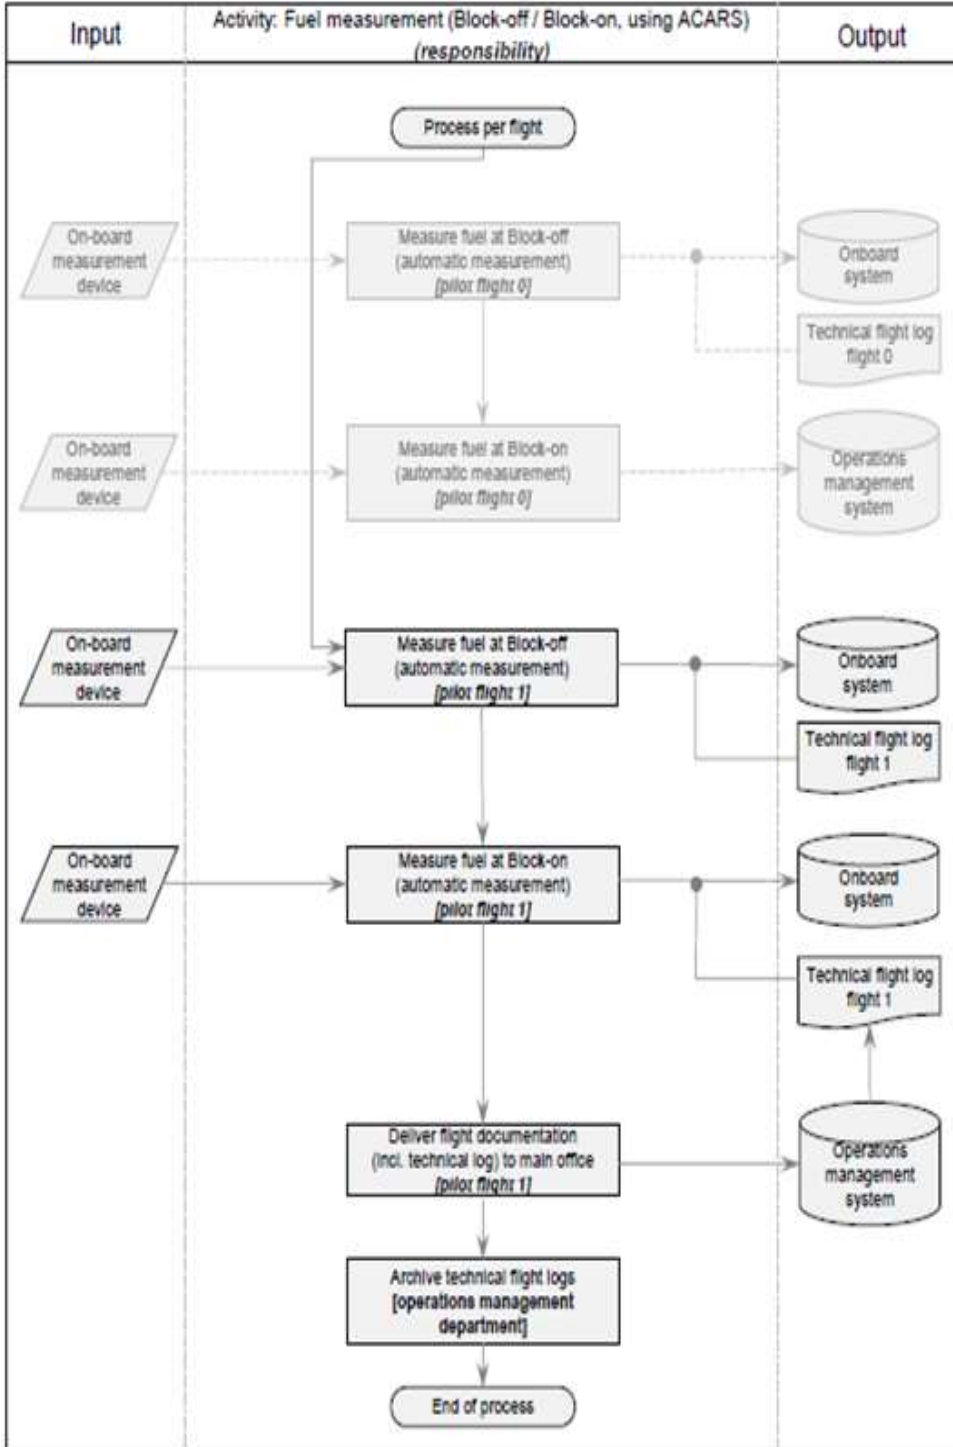 Input
Activity: Fuel measurement (Block-off / Block-on, using ACARS)
(responsibility)
Output
Process per flight
On-board
measurement
device
Measure fuel at Block-off
(automatic measurement)
[pilot flight 0]
Onboard
system
Technical flight log
flight 0
On-board
measurement
device
Measure fuel at Block-on
(automatic measurement)
[pilot flight 0]
Operations
management
system
On-board
measurement
device
Measure fuel at Block-off
(automatic measurement)
[pilot flight 1]
Onboard
system
Technical flight log
flight 1
On-board
measurement
device
Measure fuel at Block-on
(automatic measurement)
[pilot flight 1]
Onboard
system
Technical flight log
flight 1
Deliver flight documentation
(incl. technical log) to main office
[pilot flight 1]
Operations
management
system
Archive technical flight logs
[operations management
department]
End of process